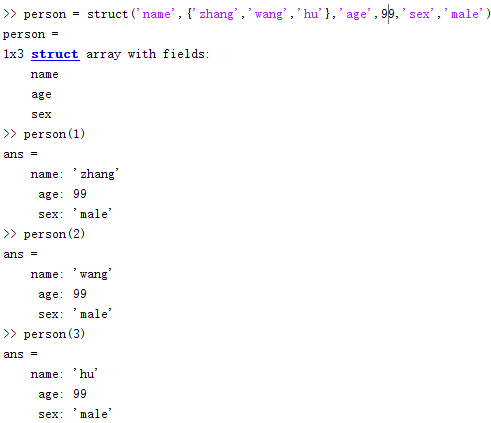 >> person = struct('name',{'zhang','wang','hu'},'age',99,'sex','male')
person =
1x3 struct array with fields:
    name
    age
    sex
>> person(1)
ans =
    name: 'zhang'
     age: 99
     sex: 'male'
>> person(2)
ans =
    name: 'wang'
     age: 99
     sex: 'male'
>> person(3)
ans =
    name: 'hu'
     age: 99
     sex: 'male'